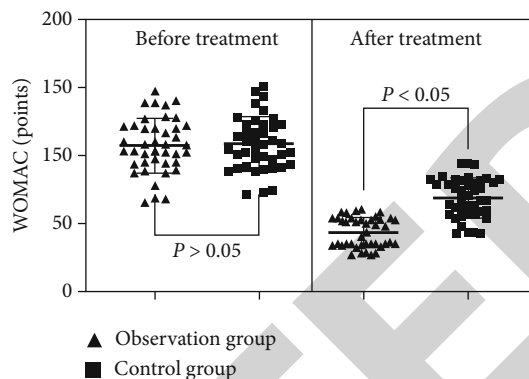 200
Before treatment
After treatment
150
P < 0.05
WOMAC (points)
150
50
P > 0.05
0
Observation group
Control group